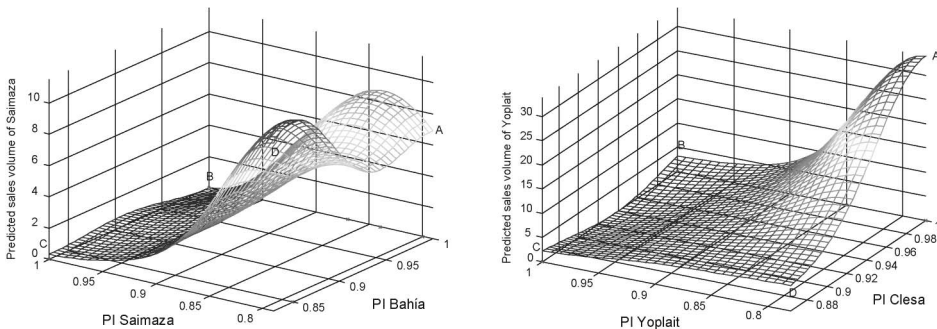 Predicted sales volume of Saimaza
10
8
6
4
2
0
C
B
D
A
1
0.95
0.9
0.85
0.8
PI Saimaza
0.85
0.9
0.95
1
PI Bahía
Predicted sales volume of Yoplait
30
25
20
15
10
5
0
C
B
A
D
1
0.95
0.9
0.85
0.8
PI Yoplait
0.88
0.9
0.92
0.94
0.96
0.98
PI Clesa